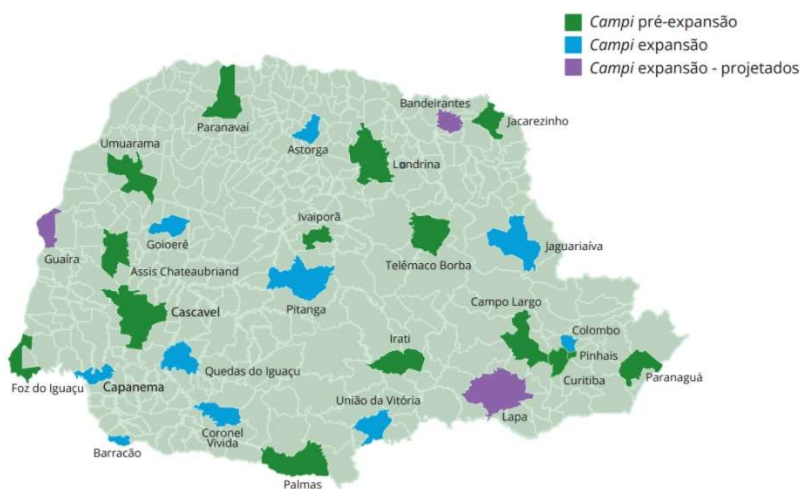 Campi pré-expansão
Campi expansão
Campi expansão - projetados
Bandeirantes
Jacarezinho
Paranavaí
Astorga
Umuarama
Londrina
Ivaiporã
Goioerê
Guaíra
Assis Chateaubriand
Telêmaco Borba
Jaguariaíva
Pitanga
Cascavel
Campo Largo
Colombo
Irati
Pinhais
Curitiba
Paranaguá
Quedas do Iguaçu
Foz do Iguaçu
Capanema
União da Vitória
Lapa
Coronel
Vivida
Barracão
Palmas